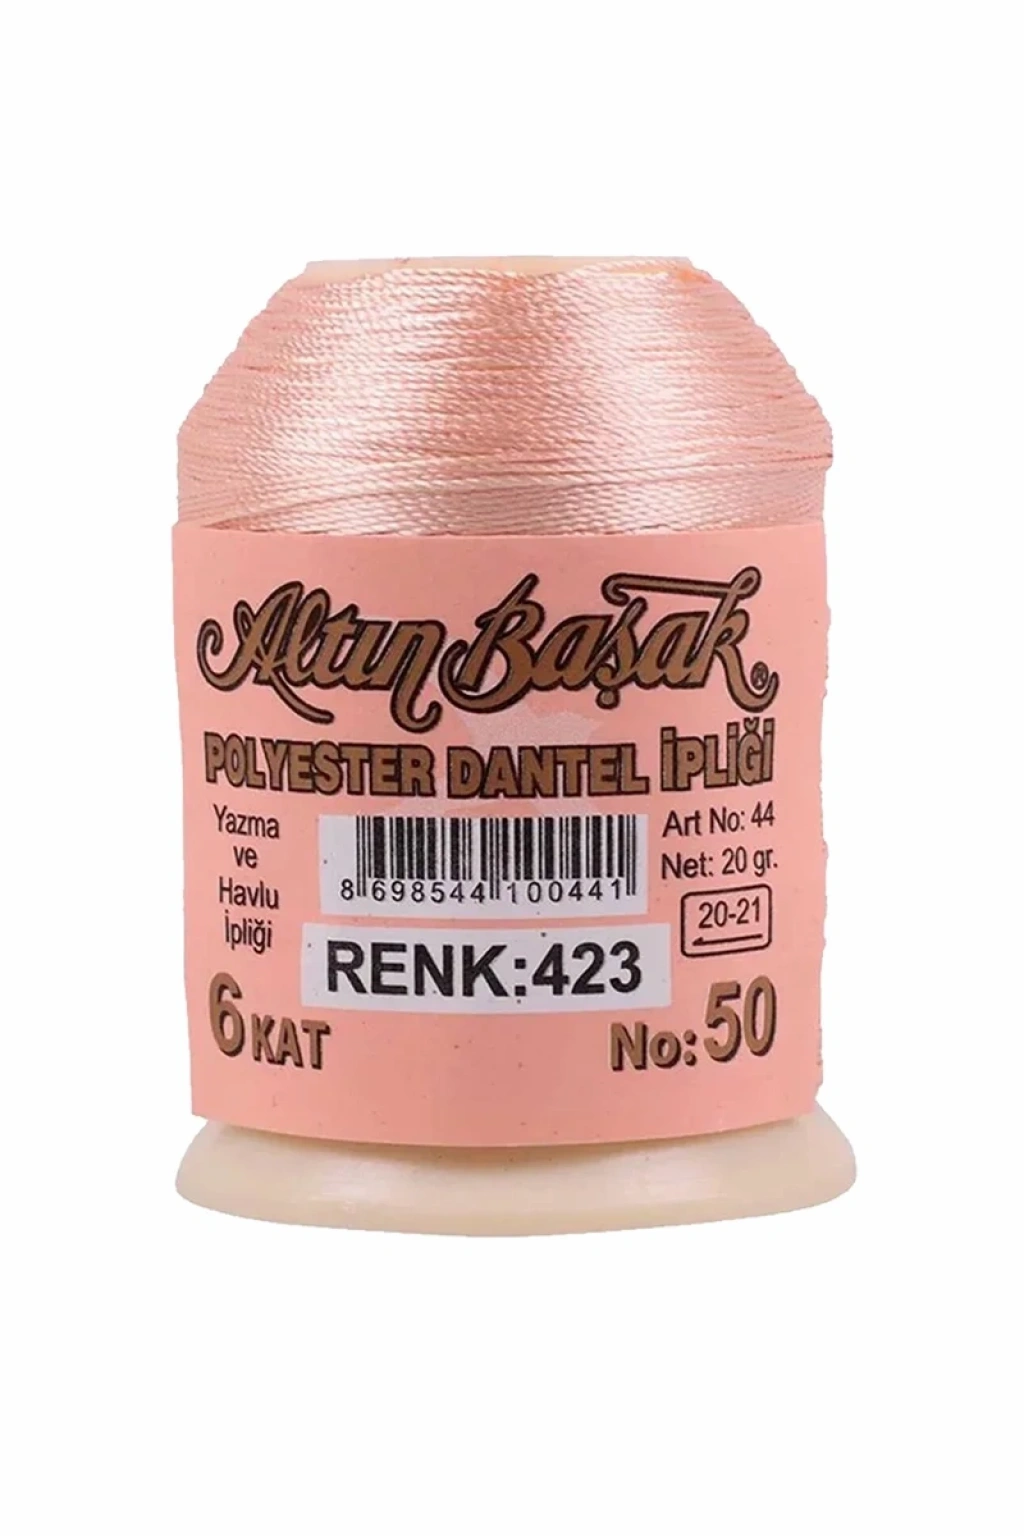 Altın Başak ®
POLYESTER DANTEL İPLİĞİ
Yazma
ve
Havlu
İpliği
8 698544 100441
Art No: 44
Net: 20 gr.
20-21
RENK:423
6 KAT
No: 50